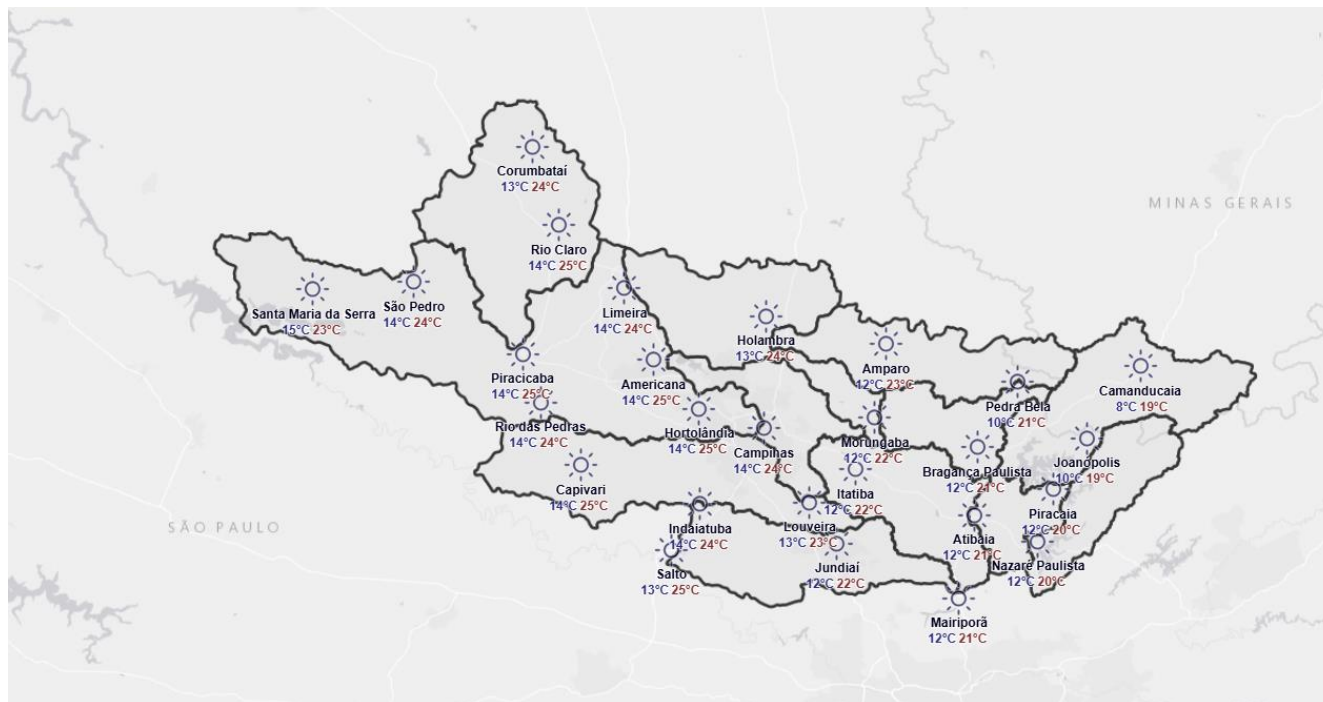 Corumbataí
13°C 24°C
MINAS GERAIS
Rio Claro
14°C 25°C
Santa Maria da Serra
15°C 23°C
São Pedro
14°C 24°C
Limeira
14°C 24°C
Holambra
13°C 24°C
Amparo
12°C 23°C
Piracicaba
14°C 25°C
Americana
14°C 25°C
Camanducaia
8°C 19°C
Pedra Bela
10°C 21°C
Rio das Pedras
14°C 24°C
Hortolândia
14°C 25°C
Campinas
14°C 24°C
Morungaba
12°C 22°C
Bragança Paulista
12°C 21°C
Joanópolis
10°C 19°C
Capivari
14°C 25°C
Itatiba
12°C 22°C
Piracaia
12°C 20°C
SÃO PAULO
Indaiatuba
14°C 24°C
Louveira
13°C 23°C
Atibaia
12°C 21°C
Salto
13°C 25°C
Jundiaí
12°C 22°C
Nazaré Paulista
12°C 20°C
Mairiporã
12°C 21°C